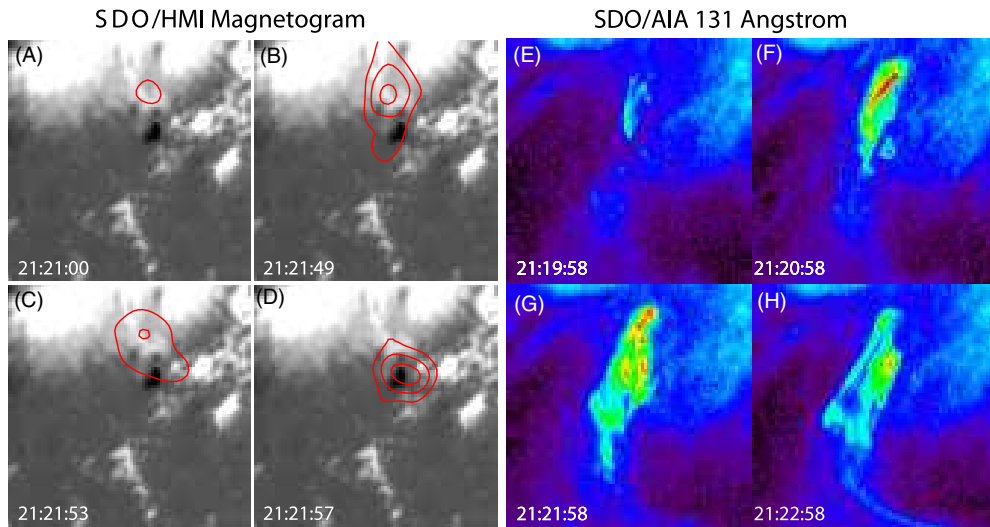 S D O/HMI Magnetogram
SDO/AIA 131 Angstrom
(A)
(B)
(E)
(F)
21:21:00
21:21:49
21:19:58
21:20:58
(C)
(D)
(G)
(H)
21:21:53
21:21:57
21:21:58
21:22:58